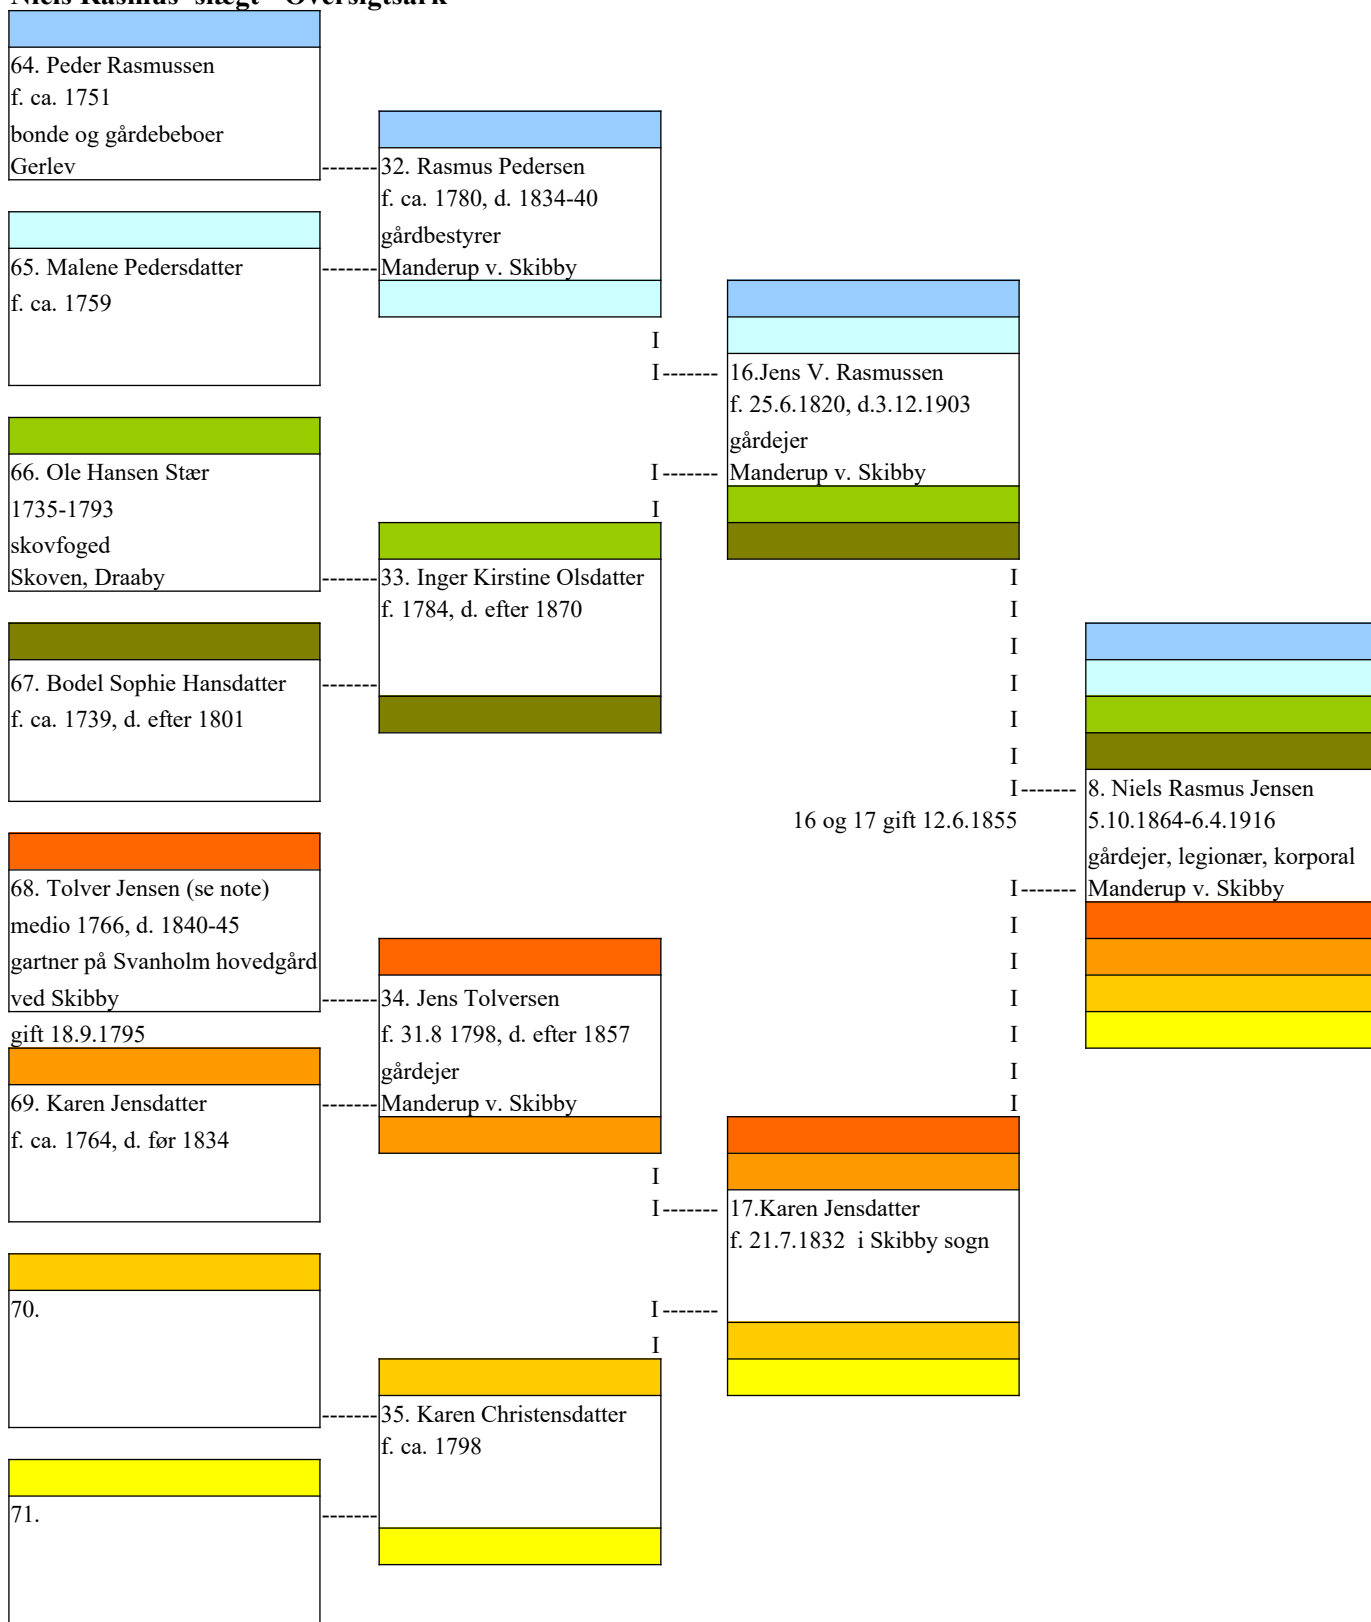 Niels Rasmus' slægt - Oversigtsark
64. Peder Rasmussen
f. ca. 1751
bonde og gårdebeboer
Gerlev
-------
32. Rasmus Pedersen
f. ca. 1780, d. 1834-40
gårdbestyrer
Manderup v. Skibby
65. Malene Pedersdatter
f. ca. 1759
-------
I
I -------
16.Jens V. Rasmussen
f. 25.6.1820, d.3.12.1903
gårdejer
Manderup v. Skibby
66. Ole Hansen Stær
1735-1793
skovfoged
Skoven, Draaby
-------
I -------
I
33. Inger Kirstine Olsdatter
f. 1784, d. efter 1870
67. Bodel Sophie Hansdatter
f. ca. 1739, d. efter 1801
-------
I
I
I
I
I
I
I -------
16 og 17 gift 12.6.1855
8. Niels Rasmus Jensen
5.10.1864-6.4.1916
gårdejer, legionær, korporal
Manderup v. Skibby
I -------
I
I
I
I
I
I
68. Tolver Jensen (se note)
medio 1766, d. 1840-45
gartner på Svanholm hovedgård
ved Skibby
-------
gift 18.9.1795
34. Jens Tolversen
f. 31.8 1798, d. efter 1857
gårdejer
Manderup v. Skibby
69. Karen Jensdatter
f. ca. 1764, d. før 1834
-------
I
I -------
17.Karen Jensdatter
f. 21.7.1832 i Skibby sogn
70.
-------
I -------
I
35. Karen Christensdatter
f. ca. 1798
71.
-------